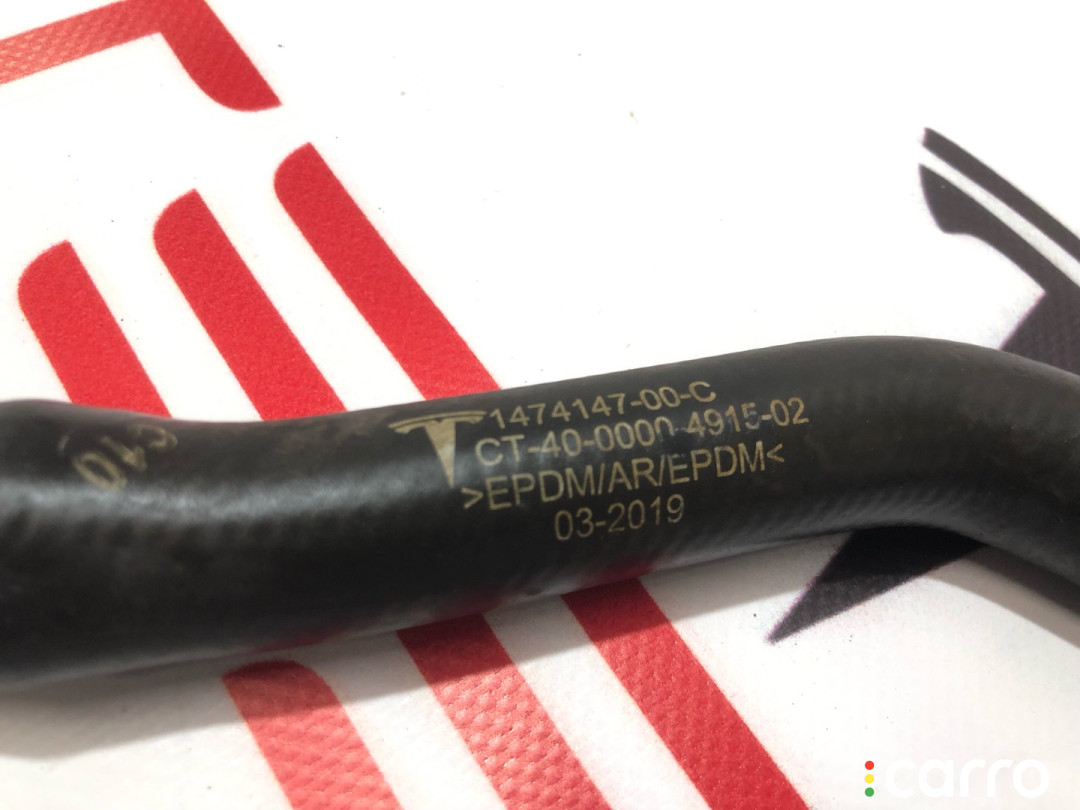 1474147-00-C
CT-40-0000-4915-02
>EPDM/AR/EPDM<
03-2019
carro